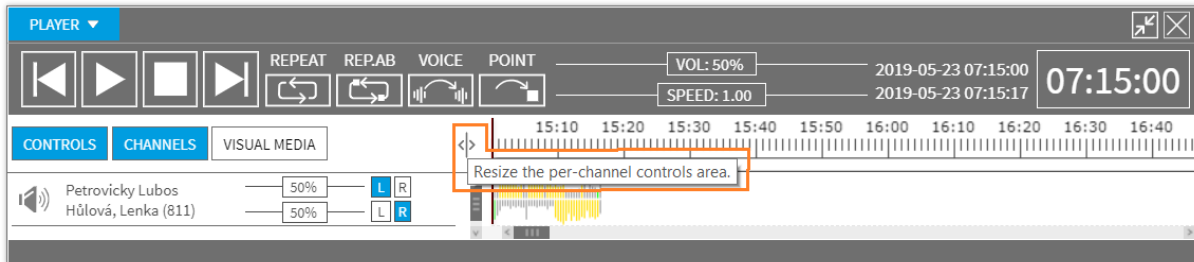 PLAYER
REPEAT REP.AB VOICE POINT
VOL: 50%
SPEED: 1.00
2019-05-23 07:15:00
2019-05-23 07:15:17
07:15:00
CONTROLS CHANNELS VISUAL MEDIA
15:10 15:20 15:30 15:40 15:50 16:00 16:10 16:20 16:30 16:40
Resize the per-channel controls area.
Petrovicky Lubos 50% L R
Hůlová, Lenka (811) 50% L R